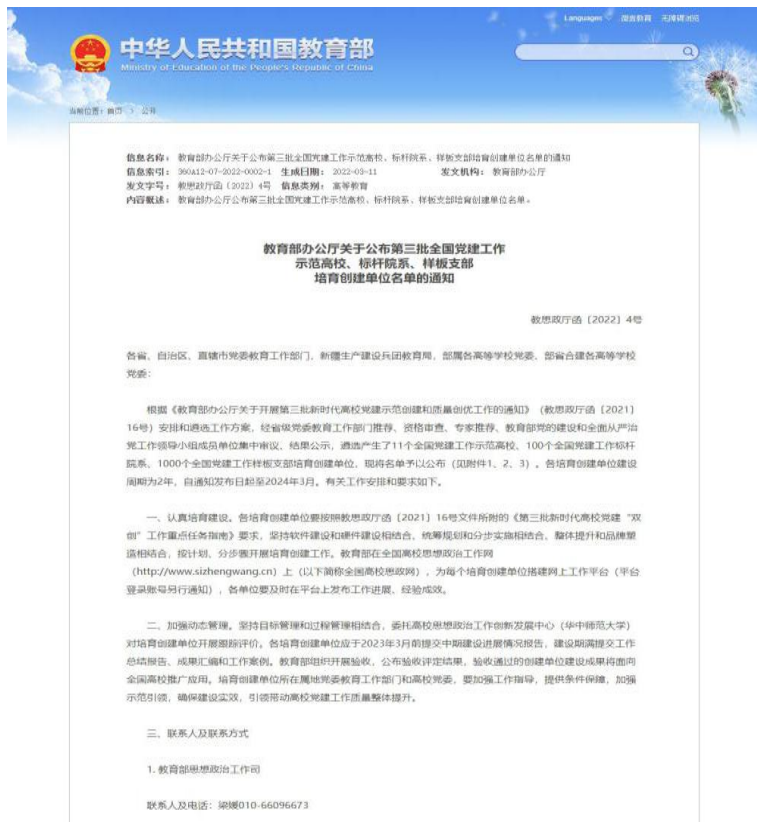 Languages 微言教育 无障碍浏览
中华人民共和国教育部
Ministry of Education of the People's Republic of China
当前位置：首页 > 公开
信息名称： 教育部办公厅关于公布第三批全国党建工作示范高校、标杆院系、样板支部培育创建单位名单的通知
信息索引： 360A12-07-2022-0002-1 生成日期： 2022-03-11 发文机构： 教育部办公厅
发文字号： 教思政厅函〔2022〕4号 信息类别： 高等教育
内容概述： 教育部办公厅公布第三批全国党建工作示范高校、标杆院系、样板支部培育创建单位名单。
教育部办公厅关于公布第三批全国党建工作
示范高校、标杆院系、样板支部
培育创建单位名单的通知
教思政厅函〔2022〕4号
各省、自治区、直辖市党委教育工作部门，新疆生产建设兵团教育局，部属各高等学校党委、部省合建各高等学校
党委：
根据《教育部办公厅关于开展第三批新时代高校党建示范创建和质量创优工作的通知》（教思政厅函〔2021〕
16号）安排和遴选工作方案，经省级党委教育工作部门推荐、资格审查、专家推荐、教育部党的建设和全面从严治
党工作领导小组成员单位集中审议、结果公示，遴选产生了11个全国党建工作示范高校、100个全国党建工作标杆
院系、1000个全国党建工作样板支部培育创建单位，现将名单予以公布（见附件1、2、3）。各培育创建单位建设
周期为2年，自通知发布日起至2024年3月。有关工作安排和要求如下。
一、认真培育建设。各培育创建单位要按照教思政厅函〔2021〕16号文件所附的《第三批新时代高校党建“双
创”工作重点任务指南》要求，坚持软件建设和硬件建设相结合、统筹规划和分步实施相结合、整体提升和品牌塑
造相结合，按计划、分步骤开展培育创建工作。教育部在全国高校思想政治工作网
（http://www.sizhengwang.cn）上（以下简称全国高校思政网），为每个培育创建单位搭建网上工作平台（平台
登录账号另行通知），各单位要及时在平台上发布工作进展、经验成效。
二、加强动态管理。坚持目标管理和过程管理相结合，委托高校思想政治工作创新发展中心（华中师范大学）
对培育创建单位开展跟踪评价。各培育创建单位应于2023年3月前提交中期建设进展情况报告，建设期满提交工作
总结报告、成果汇编和工作案例。教育部组织开展验收，公布验收评定结果，验收通过的创建单位建设成果将面向
全国高校推广应用。培育创建单位所在属地党委教育工作部门和高校党委，要加强工作指导，提供条件保障，加强
示范引领，确保建设实效，引领带动高校党建工作质量整体提升。
三、联系人及联系方式
1. 教育部思想政治工作司
联系人及电话：梁媛010-66096673